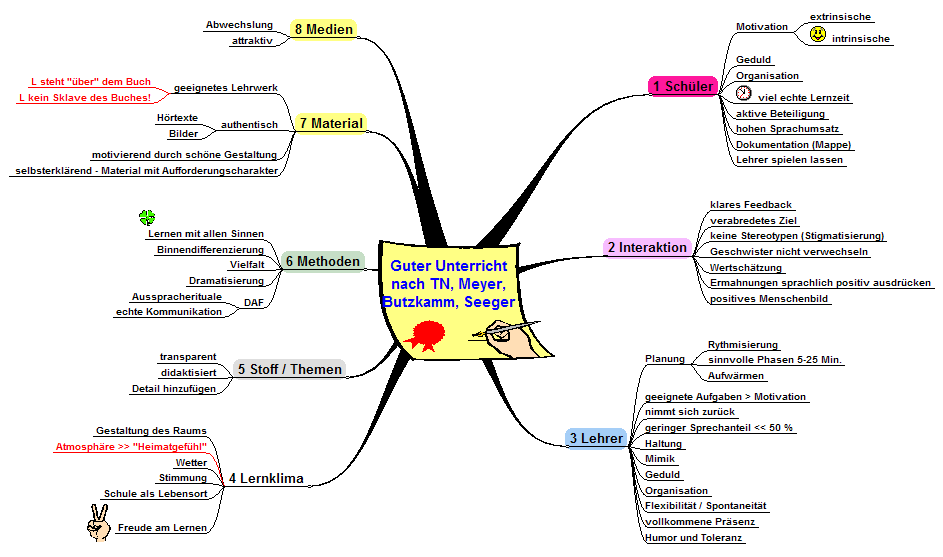 Guter Unterricht
nach TN, Meyer,
Butzkamm, Seeger
1 Schüler
Motivation
extrinsische
intrinsische
Geduld
Organisation
viel echte Lernzeit
aktive Beteiligung
hohen Sprachumsatz
Dokumentation (Mappe)
Lehrer spielen lassen
2 Interaktion
klares Feedback
verabredetes Ziel
keine Stereotypen (Stigmatisierung)
Geschwister nicht verwechseln
Wertschätzung
Ermahnungen sprachlich positiv ausdrücken
positives Menschenbild
3 Lehrer
Planung
Rythmisierung
sinnvolle Phasen 5-25 Min.
Aufwärmen
geeignete Aufgaben > Motivation
nimmt sich zurück
geringer Sprechanteil << 50 %
Haltung
Mimik
Geduld
Organisation
Flexibilität / Spontaneität
vollkommene Präsenz
Humor und Toleranz
4 Lernklima
Gestaltung des Raums
Atmosphäre >> "Heimatgefühl"
Wetter
Stimmung
Schule als Lebensort
Freude am Lernen
5 Stoff / Themen
transparent
didaktisiert
Detail hinzufügen
6 Methoden
Lernen mit allen Sinnen
Binnendifferenzierung
Vielfalt
Dramatisierung
DAF
Ausspracherituale
echte Kommunikation
7 Material
geeignetes Lehrwerk
L steht "über" dem Buch
L kein Sklave des Buches!
authentisch
Hörtexte
Bilder
motivierend durch schöne Gestaltung
selbsterklärend - Material mit Aufforderungscharakter
8 Medien
Abwechslung
attraktiv